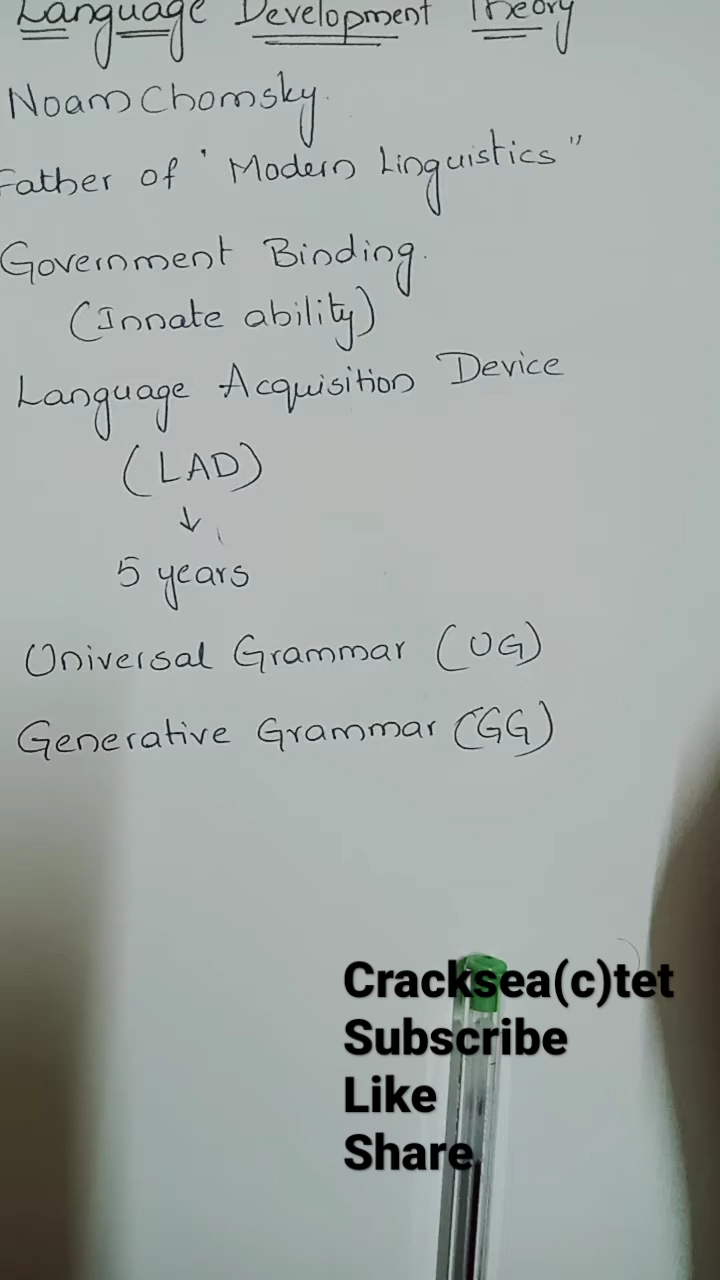 Language Development Theory
Noam Chomsky.
Father of ' Modern Linguistics "
Government Binding.
(Innate ability)
Language Acquisition Device
(LAD)
↓
5 years
Universal Grammar (UG)
Generative Grammar (GG)
Cracksea(c)tet
Subscribe
Like
Share